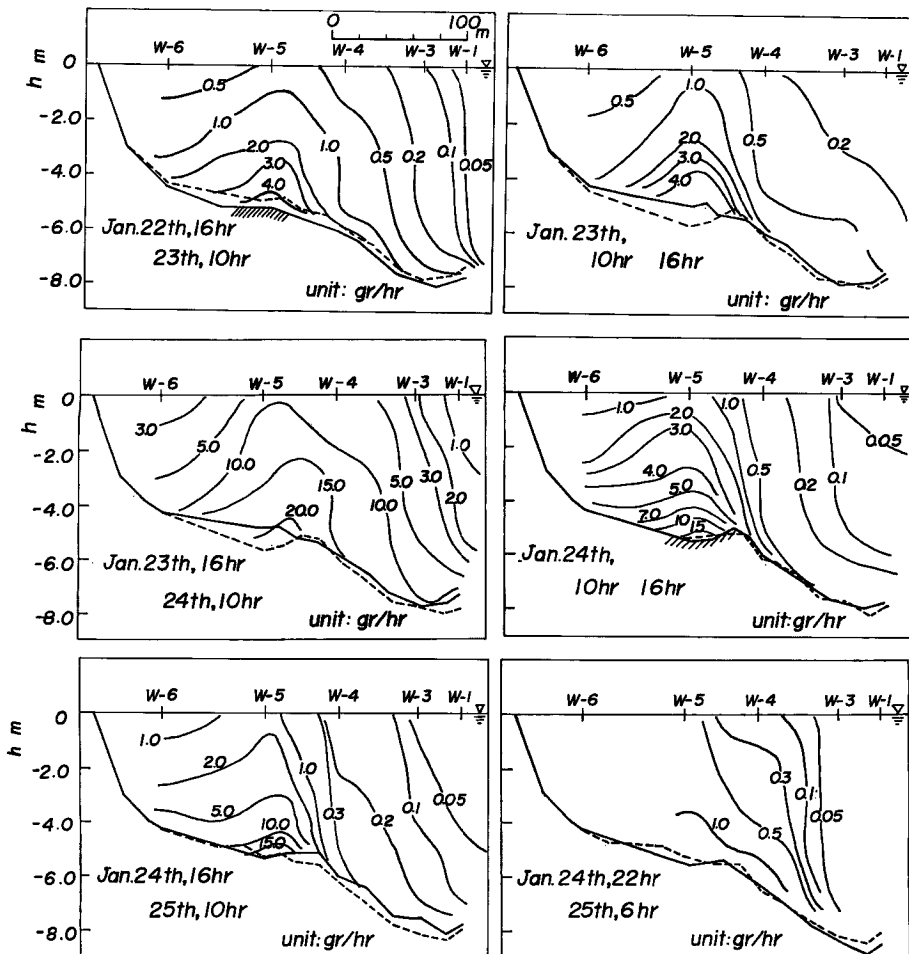 0 100m
W-6 W-5 W-4 W-3 W-1
h m
0
-2.0
-4.0
-6.0
-8.0
0.5
1.0
2.0
3.0
4.0
1.0
0.5
0.2
0.1
0.05
Jan.22th,16hr
23th,10hr
unit: gr/hr
W-6 W-5 W-4 W-3 W-1
0.5
1.0
2.0
3.0
4.0
0.5
0.2
Jan.23th,
10hr 16hr
unit: gr/hr
W-6 W-5 W-4 W-3 W-1
h m
0
-2.0
-4.0
-6.0
-8.0
3.0
5.0
10.0
20.0
15.0
10.0
5.0
3.0
2.0
1.0
Jan.23th,16hr
24th,10hr
unit: gr/hr
W-6 W-5 W-4 W-3 W-1
1.0
2.0
3.0
4.0
5.0
7.0
10
15
1.0
0.5
0.2
0.1
0.05
Jan.24th,
10hr 16hr
unit:gr/hr
W-6 W-5 W-4 W-3 W-1
h m
0
-2.0
-4.0
-6.0
-8.0
1.0
2.0
5.0
10.0
15.0
1.0
0.3
0.2
0.1
0.05
Jan.24th,16hr
25th,10hr
unit:gr/hr
W-6 W-5 W-4 W-3 W-1
1.0
0.5
0.3
0.1
0.05
Jan.24th,22hr
25th,6hr
unit:gr/hr